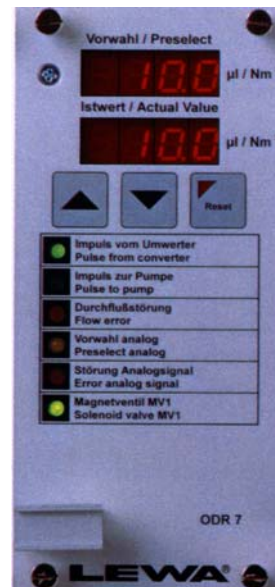 Vorwahl / Preselect
10.0 µl / Nm
Istwert / Actual Value
10.0 µl / Nm
Reset
Impuls vom Umwerter
Pulse from converter
Impuls zur Pumpe
Pulse to pump
Durchflußstörung
Flow error
Vorwahl analog
Preselect analog
Störung Analogsignal
Error analog signal
Magnetventil MV1
Solenoid valve MV1
ODR 7
LEWA®